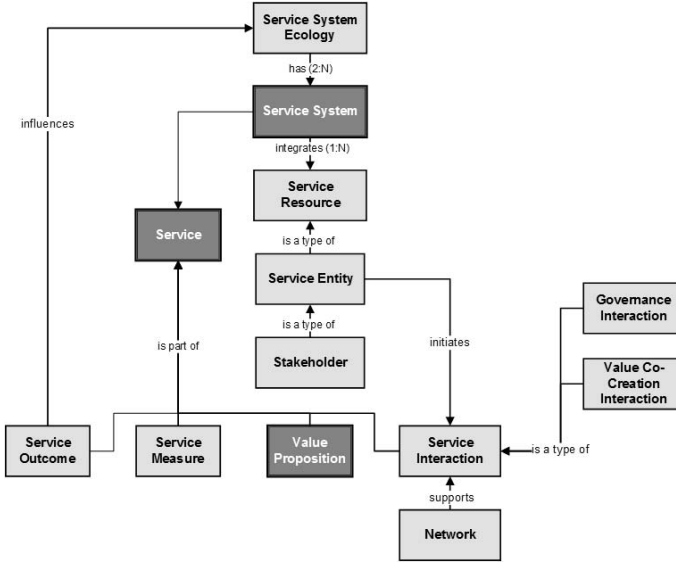 Service System
Ecology
has (2:N)
Service System
influences
integrates (1:N)
Service
Resource
Service
is a type of
Service Entity
Governance
Interaction
is a type of
is part of
Stakeholder
initiates
Value Co-
Creation
Interaction
Service
Outcome
Service
Measure
Value
Proposition
Service
Interaction
is a type of
supports
Network